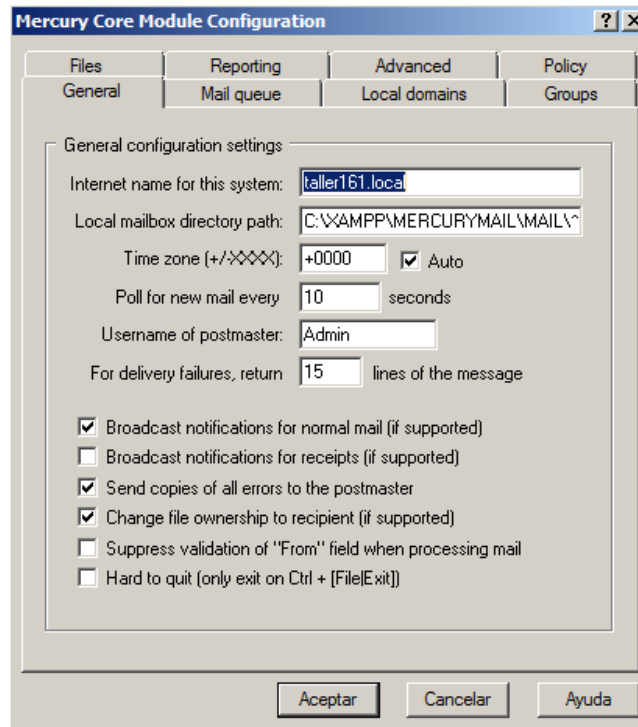 Mercury Core Module Configuration
Files Reporting Advanced Policy
General Mail queue Local domains Groups
General configuration settings
Internet name for this system: taller161.local
Local mailbox directory path: C:\XAMPP\MERCURYMAIL\MAIL\
Time zone (+/-XXXX): +0000 Auto
Poll for new mail every 10 seconds
Username of postmaster: Admin
For delivery failures, return 15 lines of the message
Broadcast notifications for normal mail (if supported)
Broadcast notifications for receipts (if supported)
Send copies of all errors to the postmaster
Change file ownership to recipient (if supported)
Suppress validation of "From" field when processing mail
Hard to quit (only exit on Ctrl + [File|Exit])
Aceptar Cancelar Ayuda